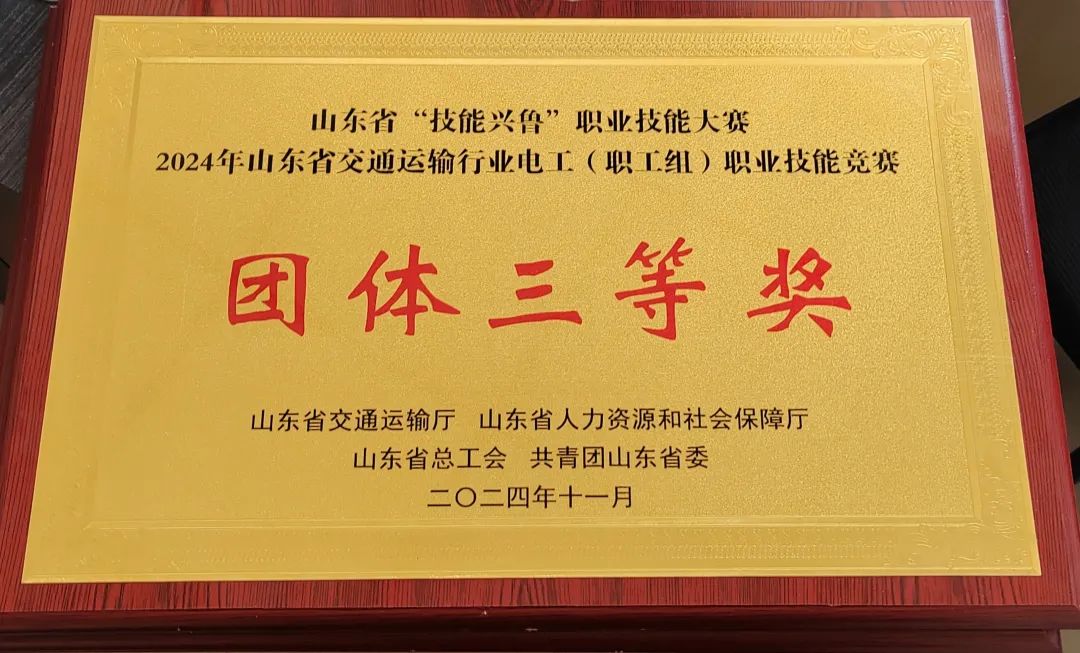 山东省“技能兴鲁”职业技能大赛
2024年山东省交通运输行业电工（职工组）职业技能竞赛
团体三等奖
山东省交通运输厅 山东省人力资源和社会保障厅
山东省总工会 共青团山东省委
二〇二四年十一月